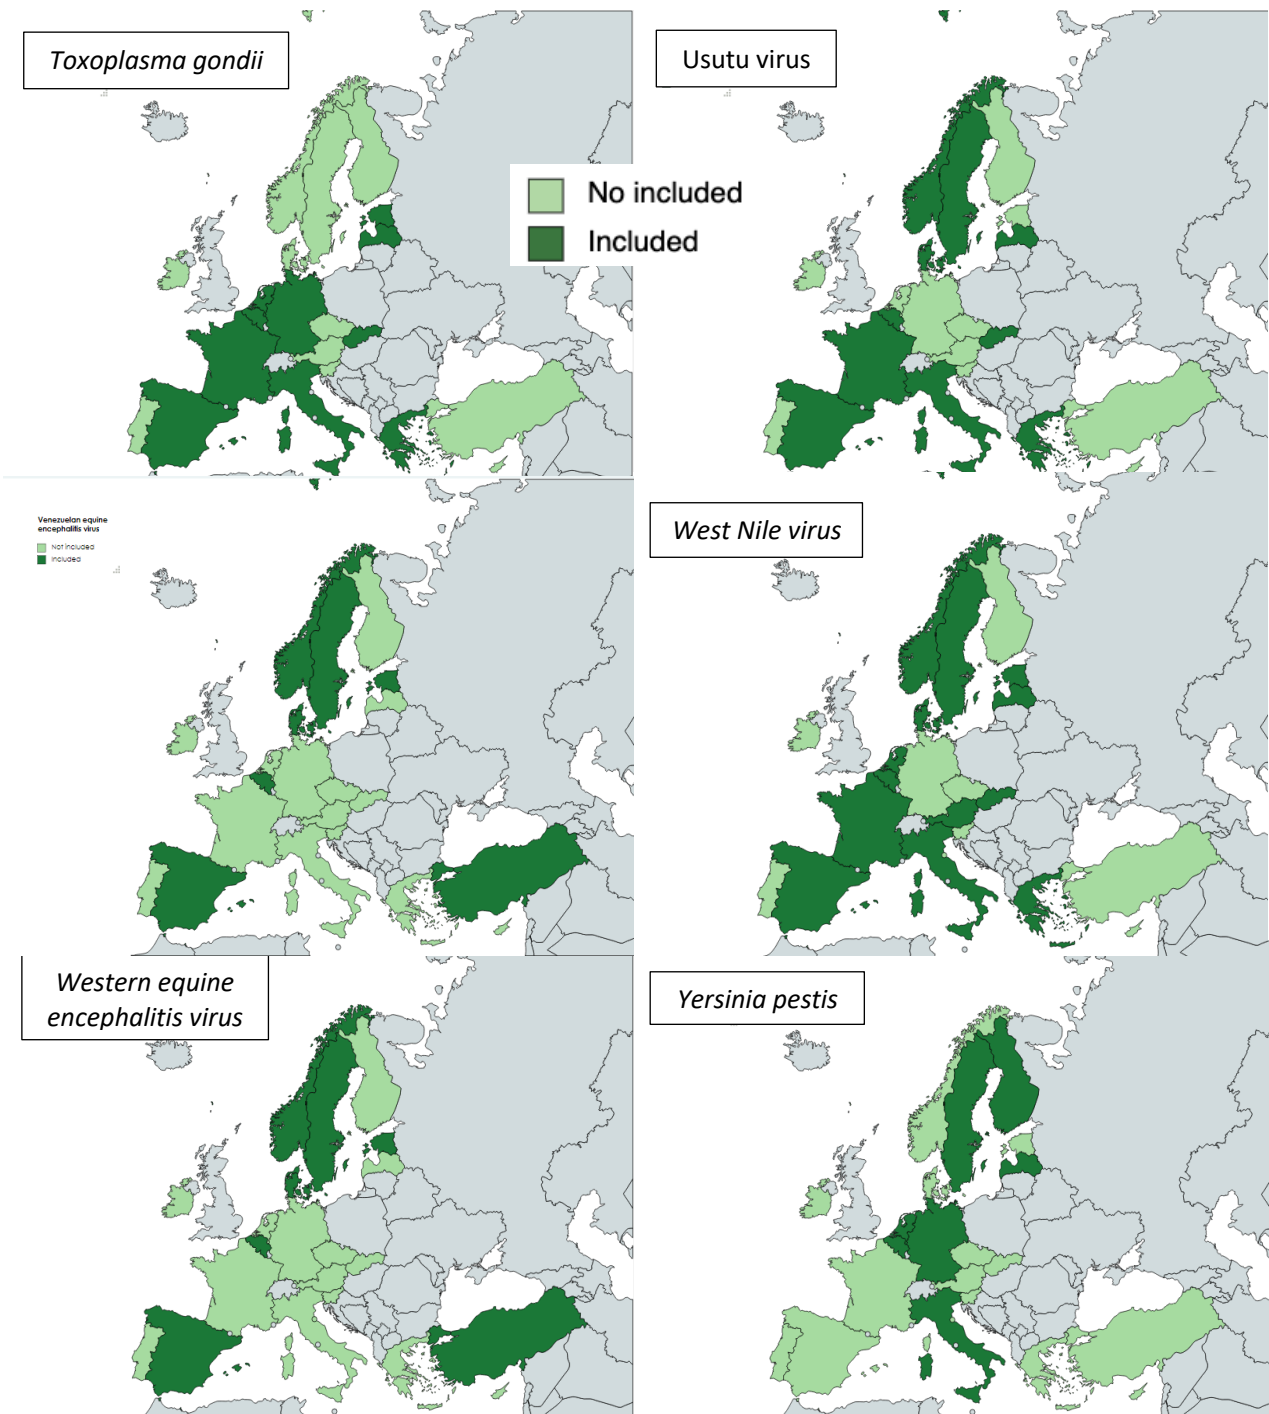 Toxoplasma gondii
Usutu virus
No included
Included
Venezuelan equine
encephalitis virus
Not included
Included
West Nile virus
Western equine
encephalitis virus
Yersinia pestis